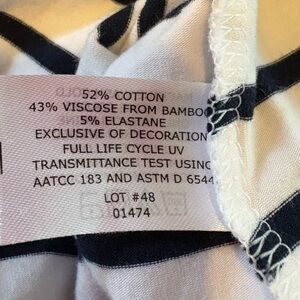 52% COTTON
43% VISCOSE FROM BAMBOO
5% ELASTANE
EXCLUSIVE OF DECORATION
FULL LIFE CYCLE UV
TRANSMITTANCE TEST USING
AATCC 183 AND ASTM D 6544
LOT #48
01474